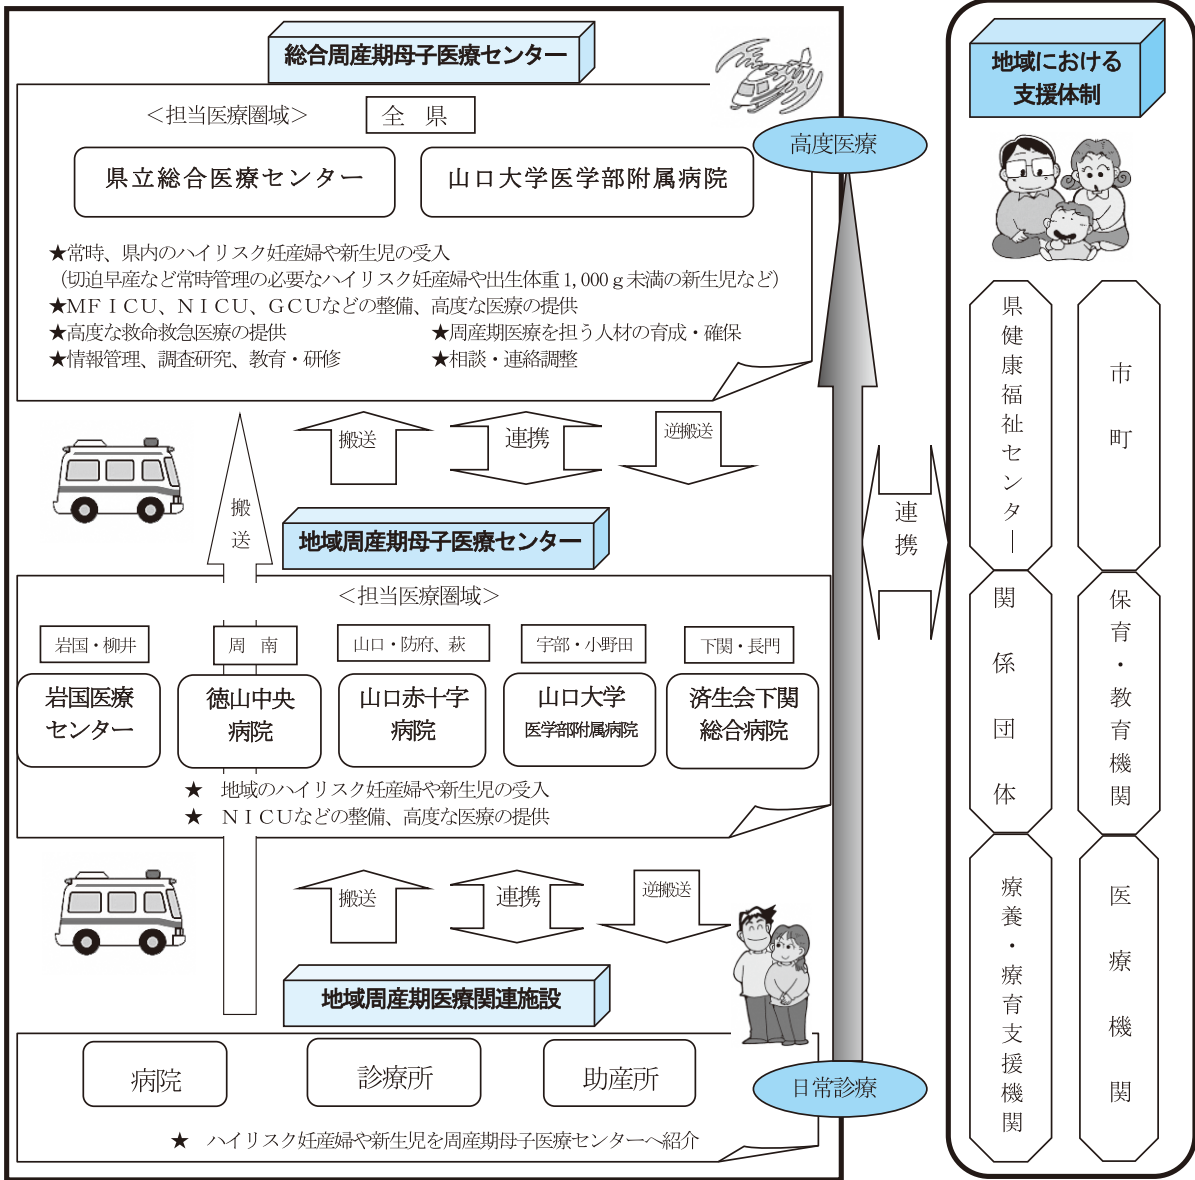 総合周産期母子医療センター
＜担当医療圏域＞
全　県
県立総合医療センター
山口大学医学部附属病院
★常時、県内のハイリスク妊産婦や新生児の受入
（切迫早産など常時管理の必要なハイリスク妊産婦や出生体重１,０００ｇ未満の新生児など）
★ＭＦＩＣＵ、ＮＩＣＵ、ＧＣＵなどの整備、高度な医療の提供
★高度な救命救急医療の提供
★周産期医療を担う人材の育成・確保
★情報管理、調査研究、教育・研修
★相談・連絡調整
高度医療
搬送
連携
逆搬送
搬送
地域周産期母子医療センター
＜担当医療圏域＞
岩国・柳井
周　南
山口・防府、萩
宇部・小野田
下関・長門
岩国医療
センター
徳山中央
病院
山口赤十字
病院
山口大学
医学部附属病院
済生会下関
総合病院
★　地域のハイリスク妊産婦や新生児の受入
★　ＮＩＣＵなどの整備、高度な医療の提供
搬送
連携
逆搬送
地域周産期医療関連施設
病院
診療所
助産所
日常診療
★　ハイリスク妊産婦や新生児を周産期母子医療センターへ紹介
連携
地域における
支援体制
県健康福祉センター
市町
関係団体
保育・教育機関
療養・療育支援機関
医療機関